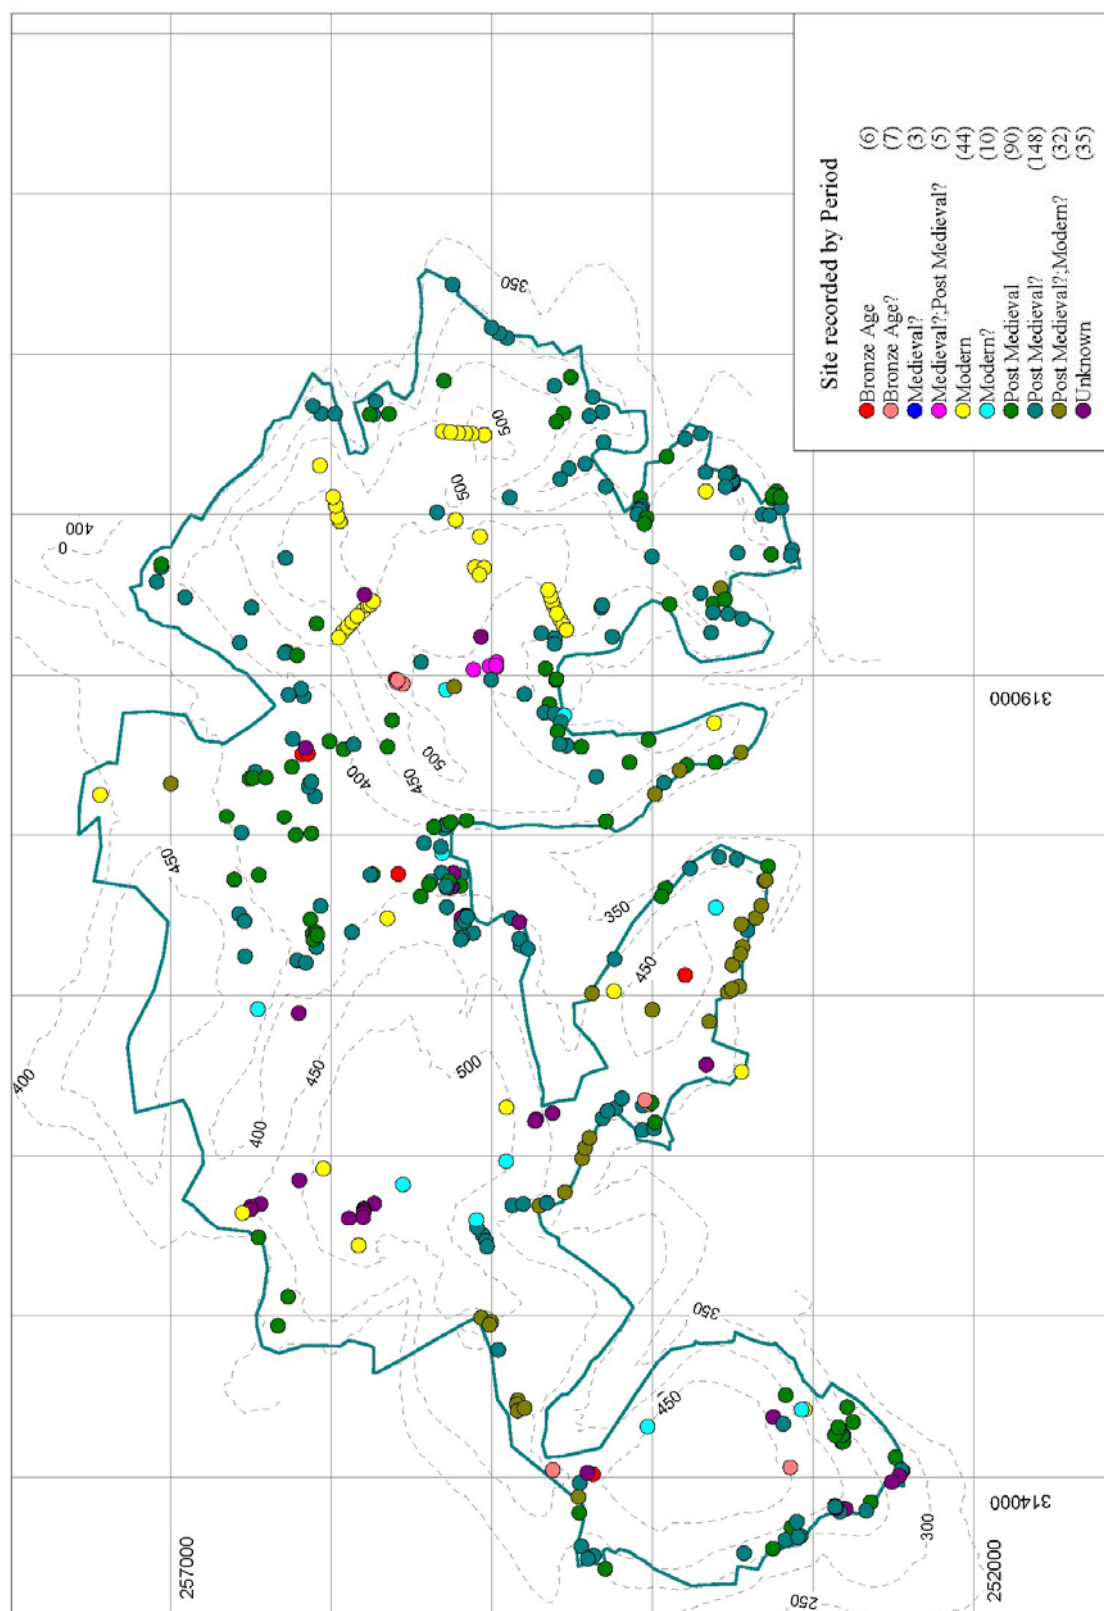 Site recorded by Period
Bronze Age (6)
Bronze Age? (7)
Medieval? (3)
Medieval?;Post Medieval? (5)
Modern (44)
Modern? (10)
Post Medieval (90)
Post Medieval? (148)
Post Medieval?;Modern? (32)
Unknown (35)
257000
252000
319000
314000
400
0
450
400
400
450
500
500
500
350
400
450
500
350
450
350
450
300
250